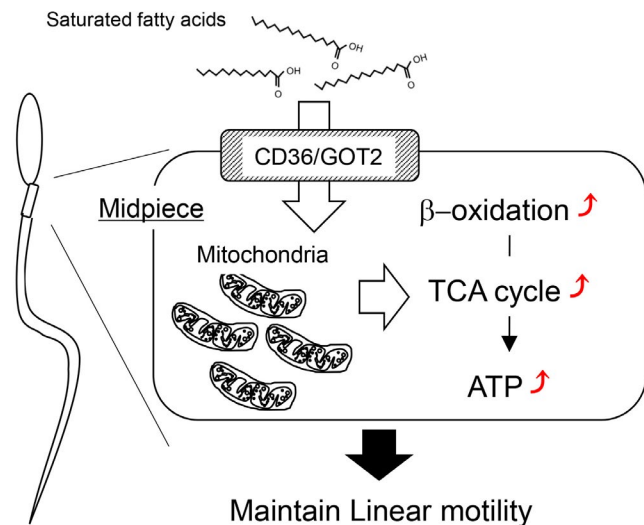 Saturated fatty acids
OH
O
OH
O
OH
O
CD36/GOT2
Midpiece
β–oxidation
Mitochondria
TCA cycle
ATP
Maintain Linear motility